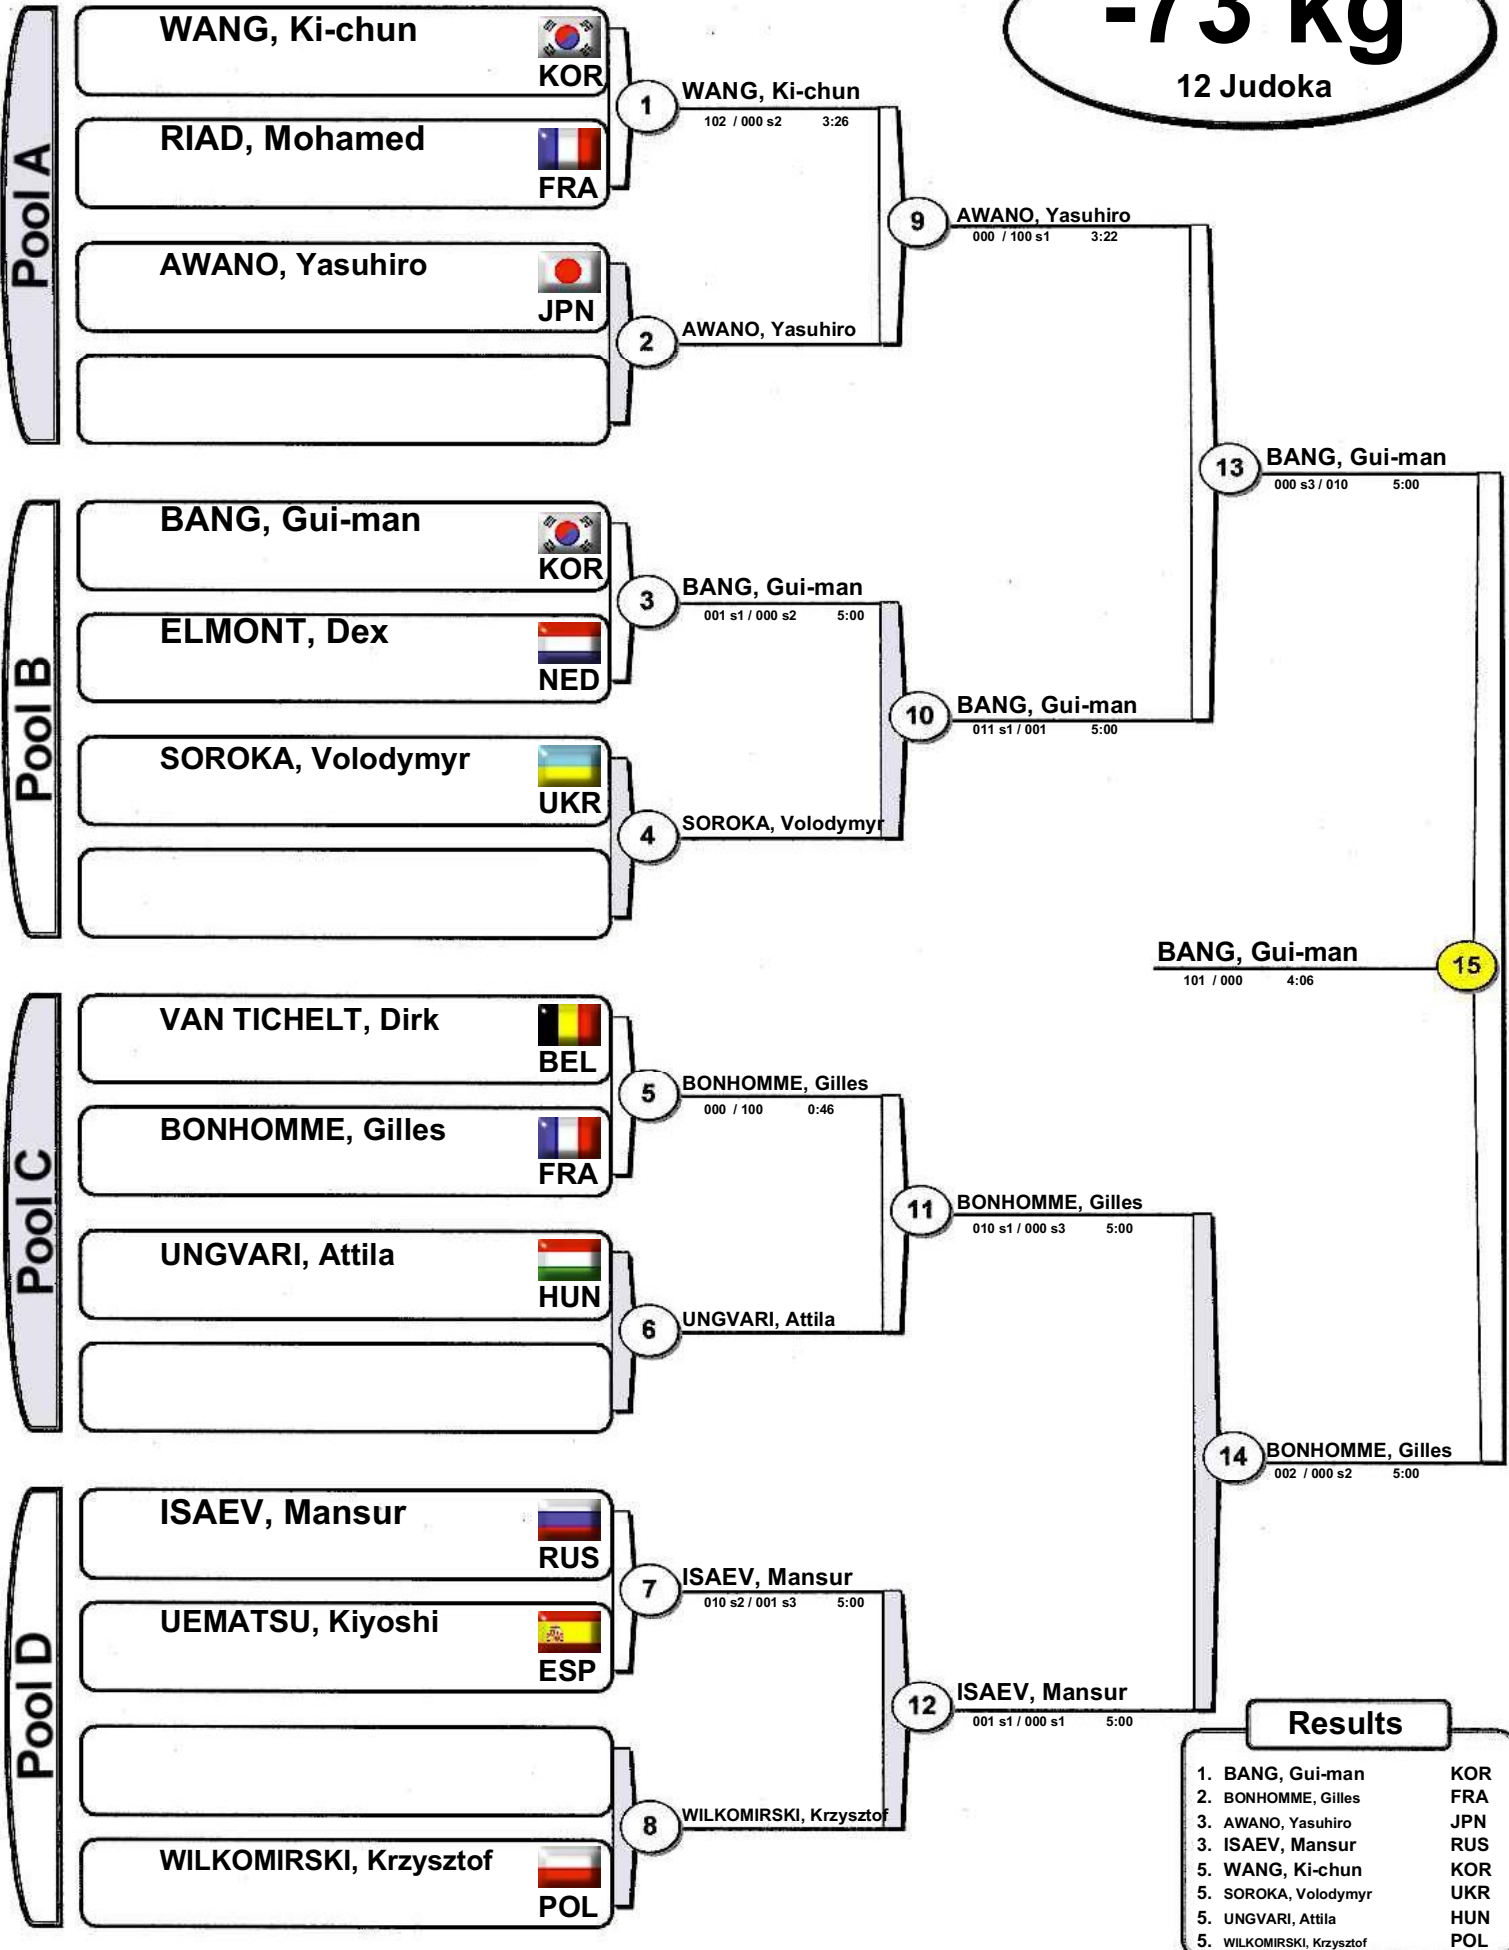 -73 kg
12 Judoka
Pool A
WANG, Ki-chun
KOR
RIAD, Mohamed
FRA
AWANO, Yasuhiro
JPN
1
WANG, Ki-chun
102 / 000 s2 3:26
2
AWANO, Yasuhiro
9
AWANO, Yasuhiro
000 / 100 s1 3:22
Pool B
BANG, Gui-man
KOR
ELMONT, Dex
NED
SOROKA, Volodymyr
UKR
3
BANG, Gui-man
001 s1 / 000 s2 5:00
4
SOROKA, Volodymyr
10
BANG, Gui-man
011 s1 / 001 5:00
13
BANG, Gui-man
000 s3 / 010 5:00
BANG, Gui-man
101 / 000 4:06
15
Pool C
VAN TICHELT, Dirk
BEL
BONHOMME, Gilles
FRA
UNGVARI, Attila
HUN
5
BONHOMME, Gilles
000 / 100 0:46
6
UNGVARI, Attila
11
BONHOMME, Gilles
010 s1 / 000 s3 5:00
Pool D
ISAEV, Mansur
RUS
UEMATSU, Kiyoshi
ESP
WILKOMIRSKI, Krzysztof
POL
7
ISAEV, Mansur
010 s2 / 001 s3 5:00
8
WILKOMIRSKI, Krzysztof
12
ISAEV, Mansur
001 s1 / 000 s1 5:00
14
BONHOMME, Gilles
002 / 000 s2 5:00
Results
1. BANG, Gui-man KOR
2. BONHOMME, Gilles FRA
3. AWANO, Yasuhiro JPN
3. ISAEV, Mansur RUS
5. WANG, Ki-chun KOR
5. SOROKA, Volodymyr UKR
5. UNGVARI, Attila HUN
5. WILKOMIRSKI, Krzysztof POL